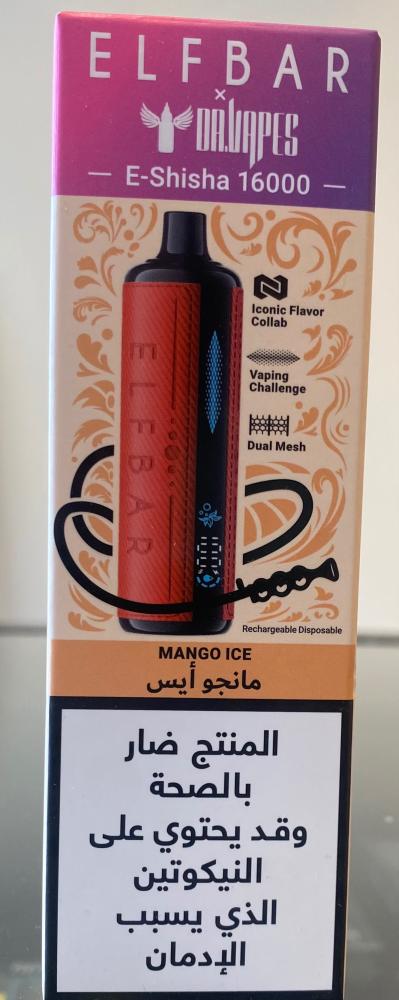 ELFBAR
×
DR.VAPES
— E-Shisha 16000 —
Iconic Flavor
Collab
Vaping
Challenge
Dual Mesh
ELFBAR
Rechargeable Disposable
MANGO ICE
مانجو أيس
المنتج ضار
بالصحة
وقد يحتوي على
النيكوتين
الذي يسبب
الإدمان